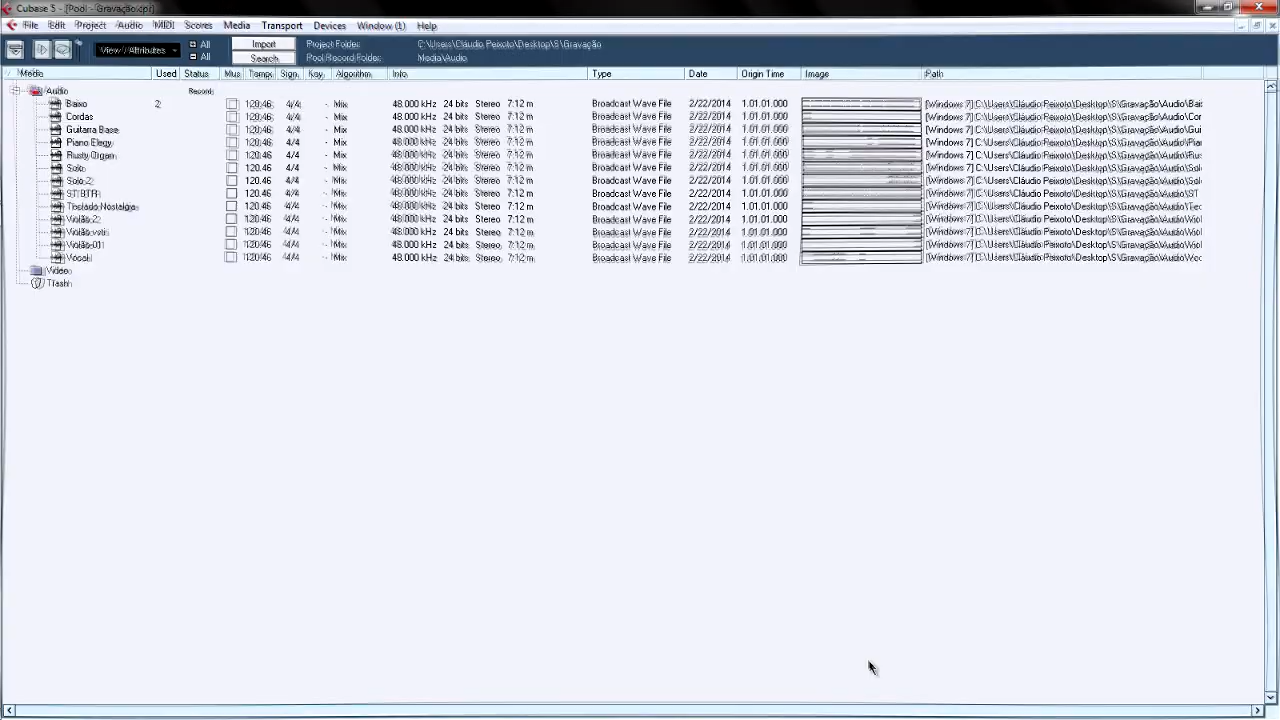 Cubase 5 - [Pool - Gravação.cpr]
File Edit Project Audio MIDI Scores Media Transport Devices Window (1) Help
View / Attributes All All Import Search Project Folder: C:\Users\Cláudio Peixoto\Desktop\S\Gravação
Pool Record Folder: Media\Audio
Media Used Status Mus Temp. Sign. Key Algorithm Info Type Date Origin Time Image Path
Audio Record
Baixo 2 120.46 4/4 - Mix 48.000 kHz 24 bits Stereo 7:12 m Broadcast Wave File 2/22/2014 1.01.01.000 [Windows 7] C:\Users\Cláudio Peixoto\Desktop\S\Gravação\Audio\Bai
Cordas 120.46 4/4 - Mix 48.000 kHz 24 bits Stereo 7:12 m Broadcast Wave File 2/22/2014 1.01.01.000 [Windows 7] C:\Users\Cláudio Peixoto\Desktop\S\Gravação\Audio\Cor
Guitarra Base 120.46 4/4 - Mix 48.000 kHz 24 bits Stereo 7:12 m Broadcast Wave File 2/22/2014 1.01.01.000 [Windows 7] C:\Users\Cláudio Peixoto\Desktop\S\Gravação\Audio\Gui
Piano Elegy 120.46 4/4 - Mix 48.000 kHz 24 bits Stereo 7:12 m Broadcast Wave File 2/22/2014 1.01.01.000 [Windows 7] C:\Users\Cláudio Peixoto\Desktop\S\Gravação\Audio\Pian
Rusty Organ 120.46 4/4 - Mix 48.000 kHz 24 bits Stereo 7:12 m Broadcast Wave File 2/22/2014 1.01.01.000 [Windows 7] C:\Users\Cláudio Peixoto\Desktop\S\Gravação\Audio\Rus
Solo 120.46 4/4 - Mix 48.000 kHz 24 bits Stereo 7:12 m Broadcast Wave File 2/22/2014 1.01.01.000 [Windows 7] C:\Users\Cláudio Peixoto\Desktop\S\Gravação\Audio\Solo
Solo 2 120.46 4/4 - Mix 48.000 kHz 24 bits Stereo 7:12 m Broadcast Wave File 2/22/2014 1.01.01.000 [Windows 7] C:\Users\Cláudio Peixoto\Desktop\S\Gravação\Audio\Solo
ST BTR 120.46 4/4 - Mix 48.000 kHz 24 bits Stereo 7:12 m Broadcast Wave File 2/22/2014 1.01.01.000 [Windows 7] C:\Users\Cláudio Peixoto\Desktop\S\Gravação\Audio\ST
Teclado Nostalgia 120.46 4/4 - Mix 48.000 kHz 24 bits Stereo 7:12 m Broadcast Wave File 2/22/2014 1.01.01.000 [Windows 7] C:\Users\Cláudio Peixoto\Desktop\S\Gravação\Audio\Tec
Violão 2 120.46 4/4 - Mix 48.000 kHz 24 bits Stereo 7:12 m Broadcast Wave File 2/22/2014 1.01.01.000 [Windows 7] C:\Users\Cláudio Peixoto\Desktop\S\Gravação\Audio\Viol
Violão 120.46 4/4 - Mix 48.000 kHz 24 bits Stereo 7:12 m Broadcast Wave File 2/22/2014 1.01.01.000 [Windows 7] C:\Users\Cláudio Peixoto\Desktop\S\Gravação\Audio\Viol
Violão-011 120.46 4/4 - Mix 48.000 kHz 24 bits Stereo 7:12 m Broadcast Wave File 2/22/2014 1.01.01.000 [Windows 7] C:\Users\Cláudio Peixoto\Desktop\S\Gravação\Audio\Viol
Vocal 120.46 4/4 - Mix 48.000 kHz 24 bits Stereo 7:12 m Broadcast Wave File 2/22/2014 1.01.01.000 [Windows 7] C:\Users\Cláudio Peixoto\Desktop\S\Gravação\Audio\Voc
Video
Trash